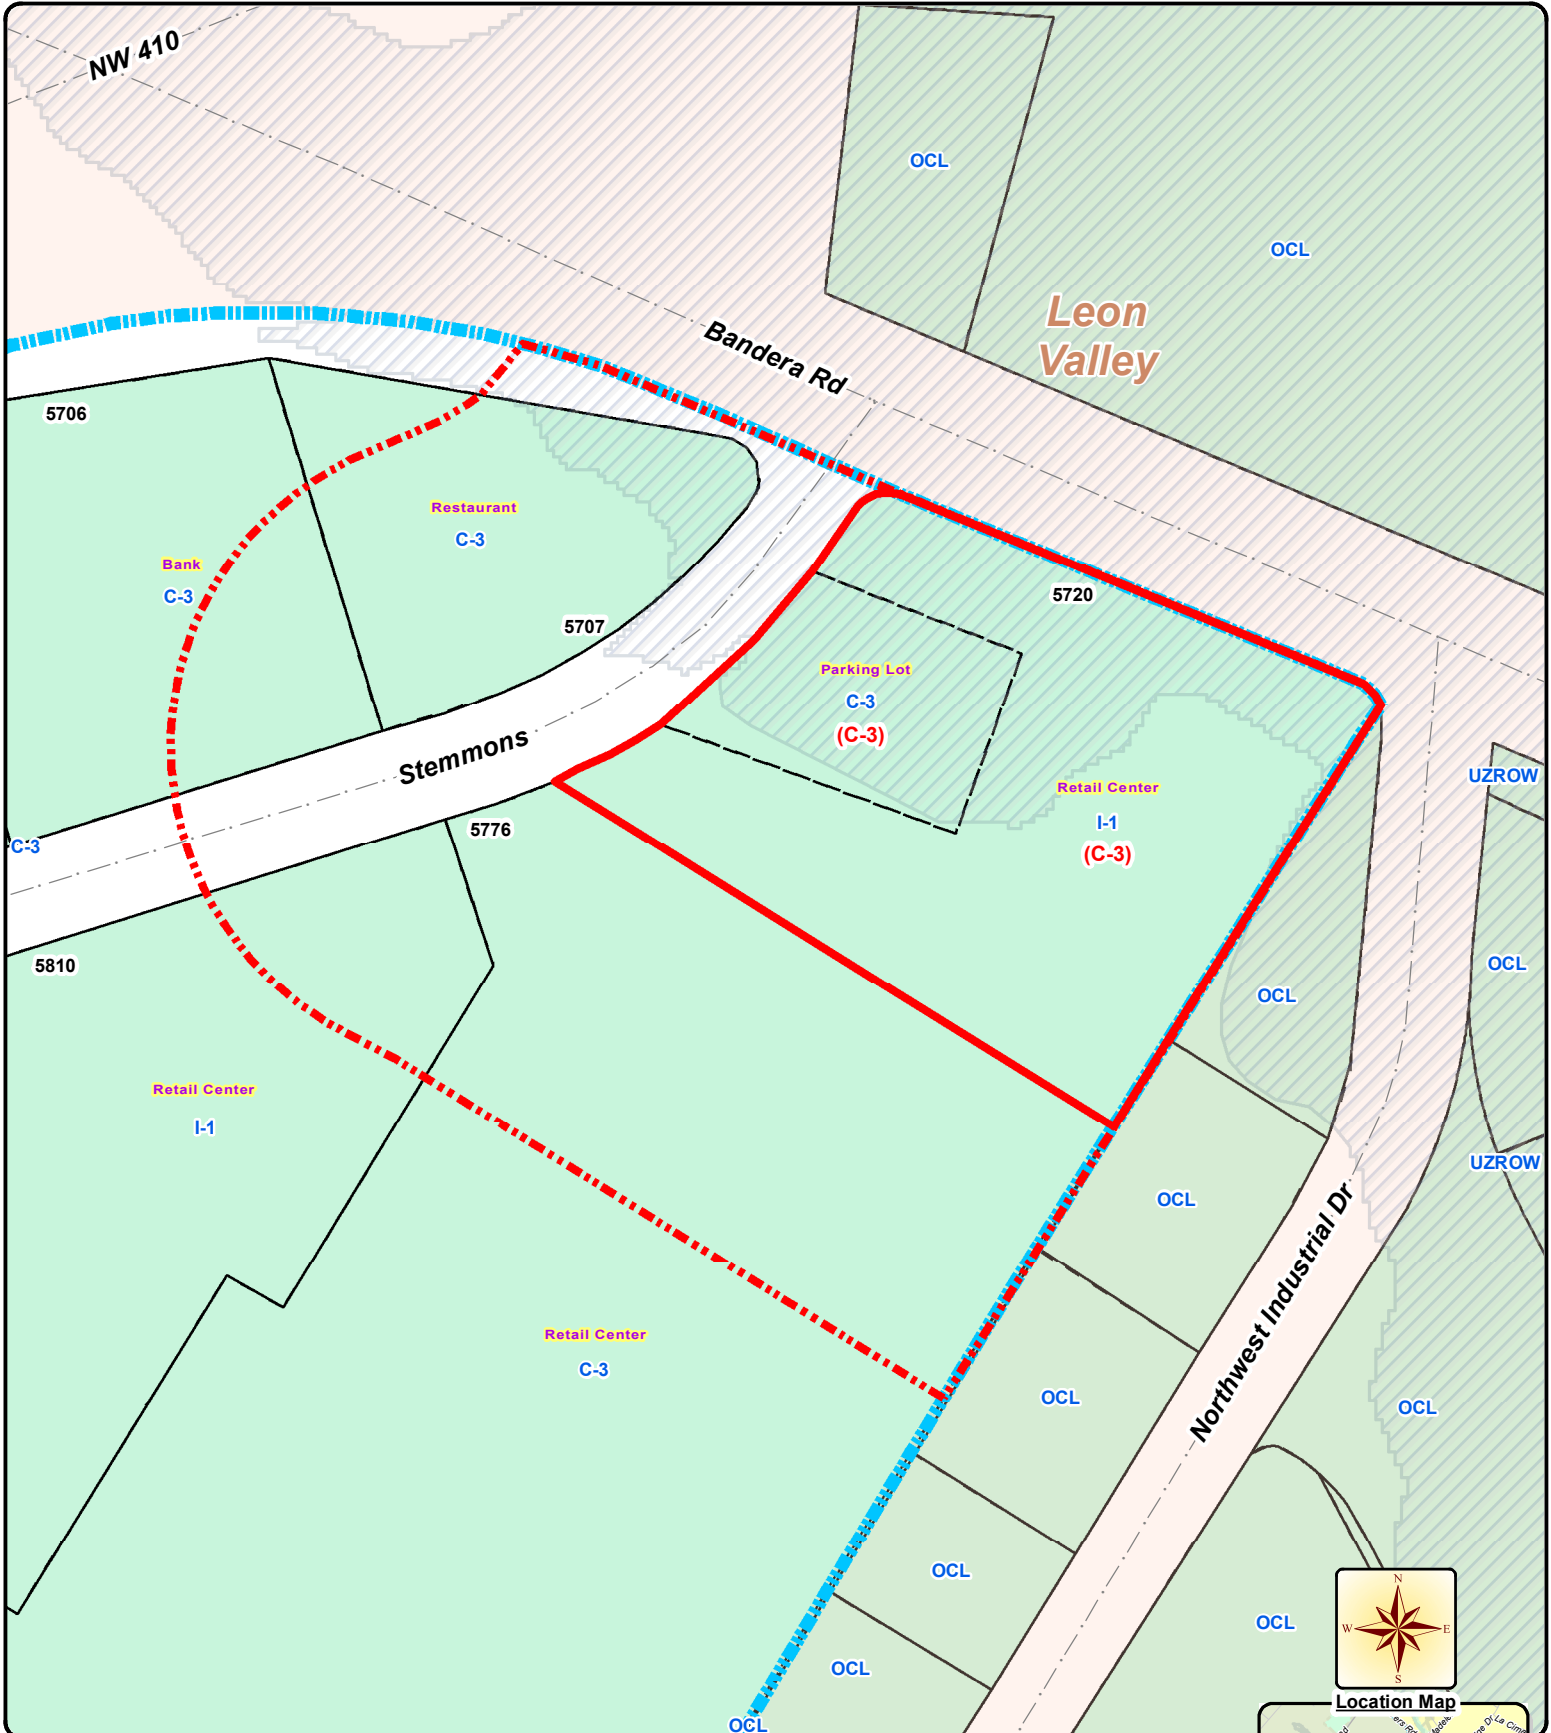 NW 410
OCL
OCL
Leon
Valley
Bandera Rd
5706
Restaurant
C-3
Bank
C-3
5720
5707
Parking Lot
C-3
(C-3)
Stemmons
UZROW
Retail Center
I-1
(C-3)
5776
C-3
5810
OCL
OCL
Retail Center
I-1
UZROW
OCL
Northwest Industrial Dr
Retail Center
C-3
OCL
OCL
OCL
N
W
E
S
OCL
OCL
Location Map
OCL